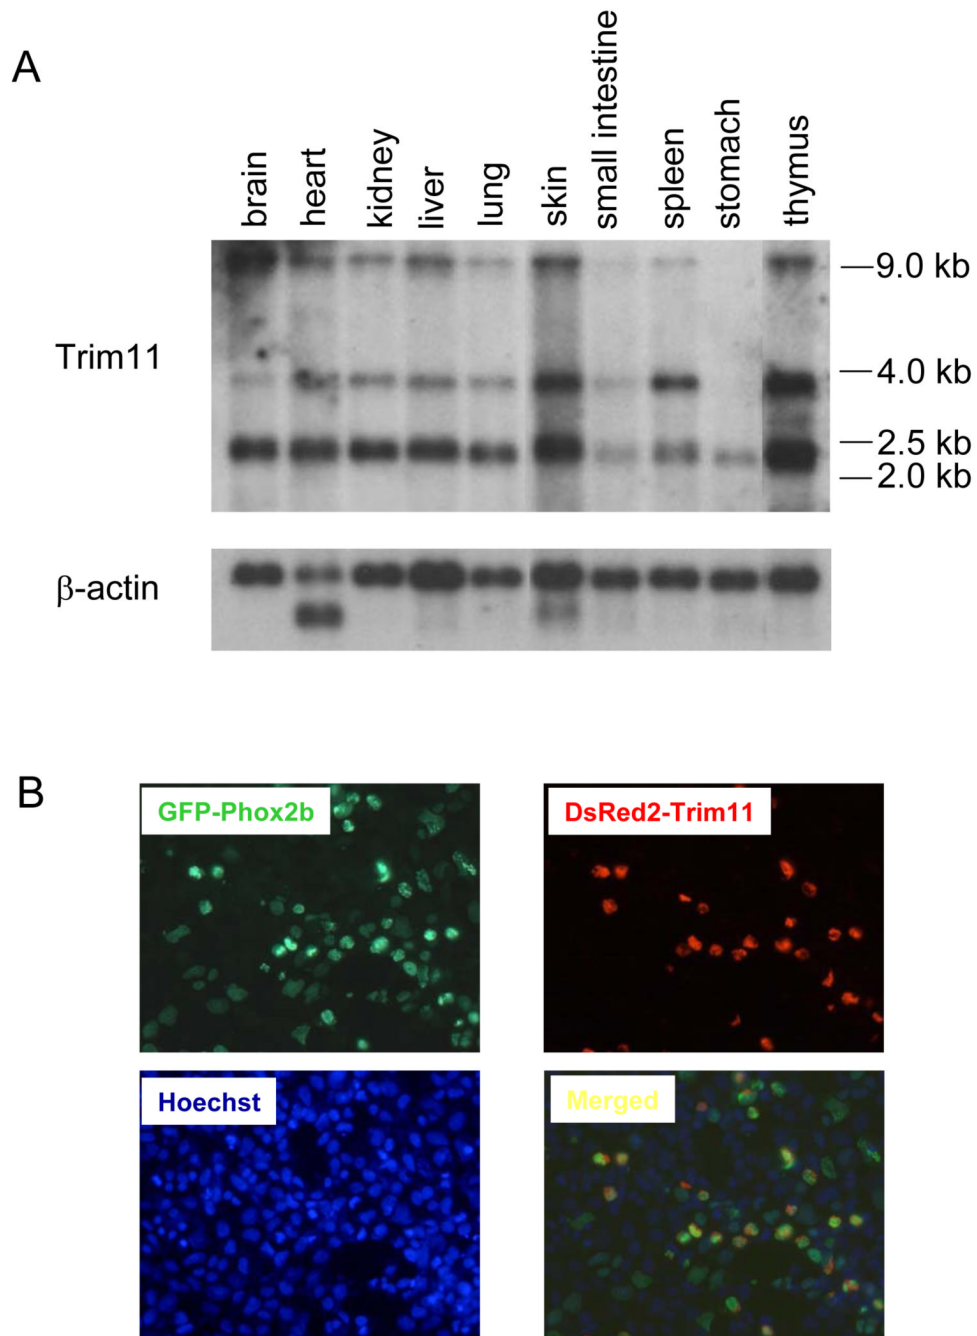 A
brain
heart
kidney
liver
lung
skin
small intestine
spleen
stomach
thymus
Trim11
9.0 kb
4.0 kb
2.5 kb
2.0 kb
β-actin
B
GFP-Phox2b
DsRed2-Trim11
Hoechst
Merged